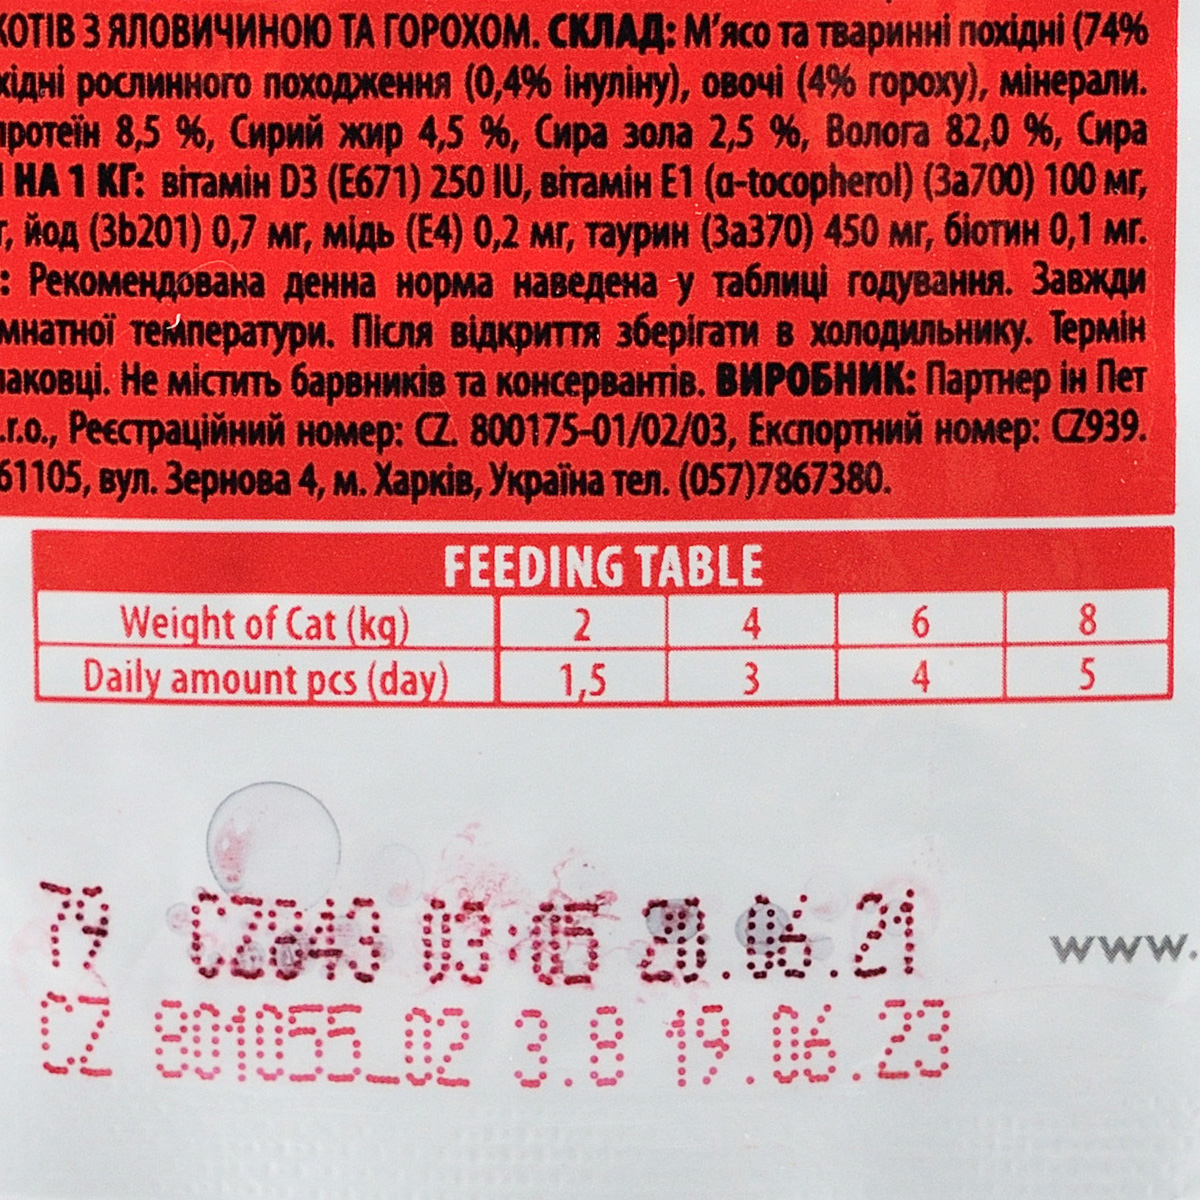 КОТІВ З ЯЛОВИЧИНОЮ ТА ГОРОХОМ. СКЛАД: М'ясо та тваринні похідні (74%
хідні рослинного походження (0,4% інуліну), овочі (4% гороху), мінерали.
протеїн 8,5 %, Сирий жир 4,5 %, Сира зола 2,5 %, Волога 82,0 %, Сира
НА 1 КГ: вітамін D3 (E671) 250 IU, вітамін E1 (α-tocopherol) (3a700) 100 мг,
г, йод (3b201) 0,7 мг, мідь (E4) 0,2 мг, таурин (3a370) 450 мг, біотин 0,1 мг.
: Рекомендована денна норма наведена у таблиці годування. Завжди
мнатної температури. Після відкриття зберігати в холодильнику. Термін
паковці. Не містить барвників та консервантів. ВИРОБНИК: Партнер ін Пет
.r.o., Реєстраційний номер: CZ. 800175-01/02/03, Експортний номер: CZ939.
61105, вул. Зернова 4, м. Харків, Україна тел. (057)7867380.
FEEDING TABLE
Weight of Cat (kg) 2 4 6 8
Daily amount pcs (day) 1,5 3 4 5
79 CZ843 03:05 20.06.21
www.
CZ 801055_02 3.8 19.06.23